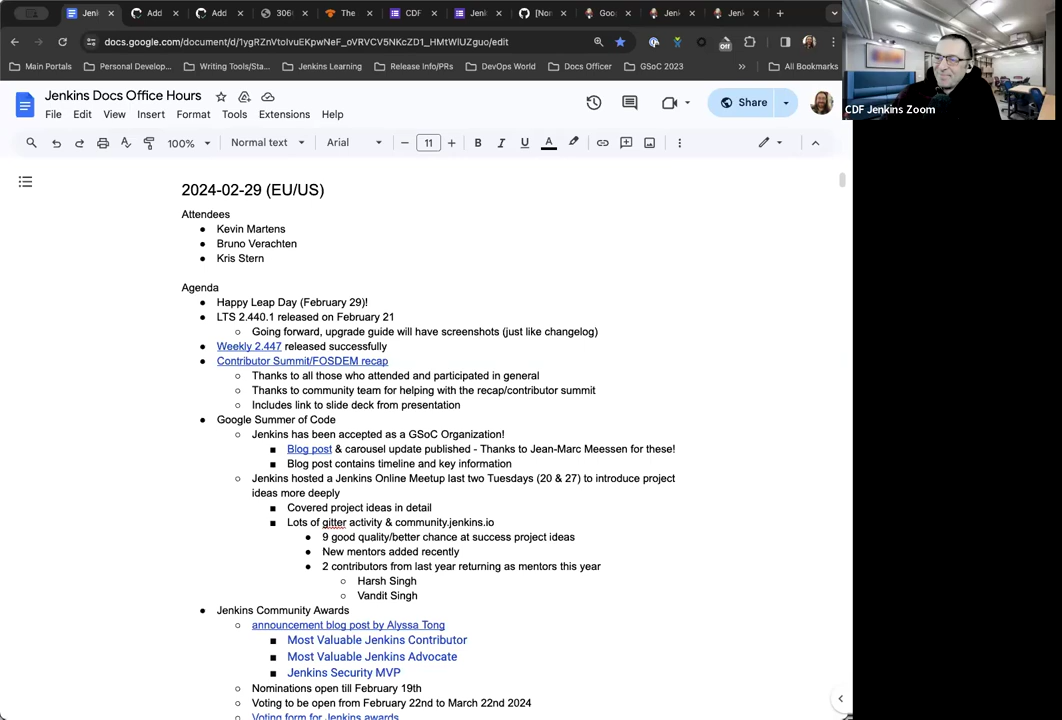 Jenl
Add
Add
306
The
CDF
Jenk
[Non
Goo
Jenk
Jenk
docs.google.com/document/d/1ygRZnVtoIvuEKpwNeF_oVRVCV5NKcZD1_HMtWlUZguo/edit
Off
Main Portals
Personal Develop...
Writing Tools/Sta...
Jenkins Learning
Release Info/PRs
DevOps World
Docs Officer
GSoC 2023
»
All Bookmarks
CDF Jenkins Zoom
Jenkins Docs Office Hours
File Edit View Insert Format Tools Extensions Help
Share
100% Normal text Arial − 11 + B I U A
2024-02-29 (EU/US)
Attendees
● Kevin Martens
● Bruno Verachten
● Kris Stern
Agenda
● Happy Leap Day (February 29)!
● LTS 2.440.1 released on February 21
○ Going forward, upgrade guide will have screenshots (just like changelog)
● Weekly 2.447 released successfully
● Contributor Summit/FOSDEM recap
○ Thanks to all those who attended and participated in general
○ Thanks to community team for helping with the recap/contributor summit
○ Includes link to slide deck from presentation
● Google Summer of Code
○ Jenkins has been accepted as a GSoC Organization!
■ Blog post & carousel update published - Thanks to Jean-Marc Meessen for these!
■ Blog post contains timeline and key information
○ Jenkins hosted a Jenkins Online Meetup last two Tuesdays (20 & 27) to introduce project
ideas more deeply
■ Covered project ideas in detail
■ Lots of gitter activity & community.jenkins.io
● 9 good quality/better chance at success project ideas
● New mentors added recently
● 2 contributors from last year returning as mentors this year
○ Harsh Singh
○ Vandit Singh
● Jenkins Community Awards
○ announcement blog post by Alyssa Tong
■ Most Valuable Jenkins Contributor
■ Most Valuable Jenkins Advocate
■ Jenkins Security MVP
○ Nominations open till February 19th
○ Voting to be open from February 22nd to March 22nd 2024
○ Voting form for Jenkins awards